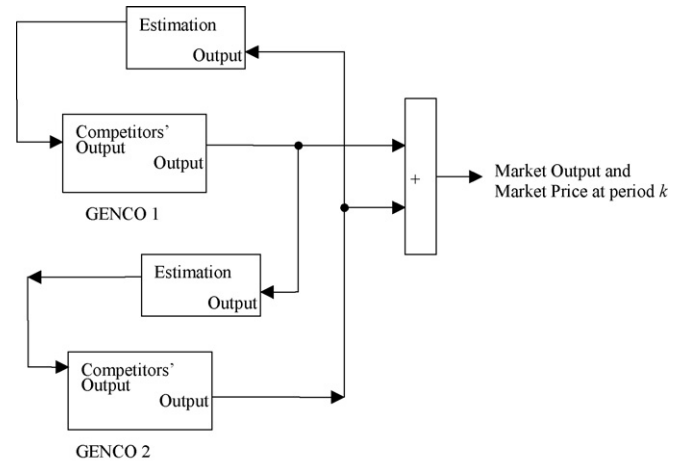 Estimation
Output
Competitors'
Output
Output
GENCO 1
+
Market Output and
Market Price at period k
Estimation
Output
Competitors'
Output
Output
GENCO 2